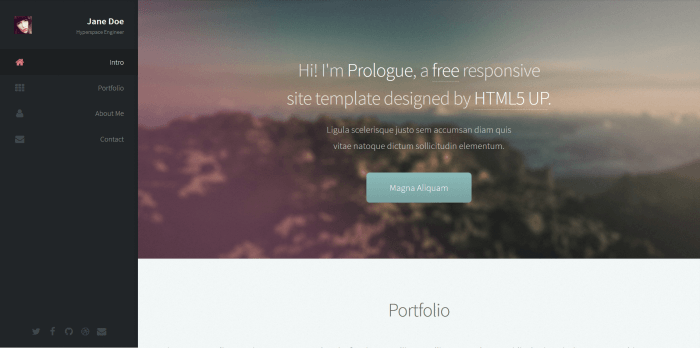 Jane Doe
Hyperspace Engineer
Intro
Portfolio
About Me
Contact
Hi! I'm Prologue, a free responsive
site template designed by HTML5 UP.
Ligula scelerisque justo sem accumsan diam quis
vitae natoque dictum sollicitudin elementum.
Magna Aliquam
Portfolio